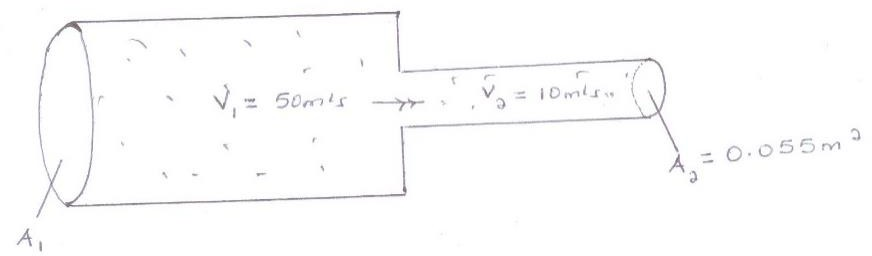 V₁ = 50m/s
V₂ = 10m/s
A₂ = 0.055m²
A₁